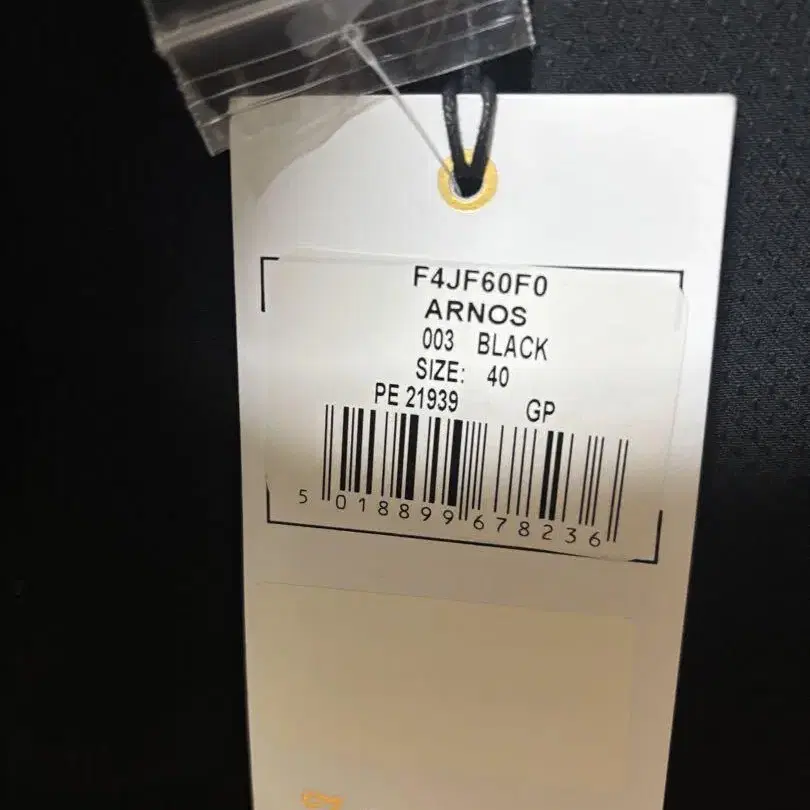 F4JF60F0
ARNOS
003 BLACK
SIZE: 40
PE 21939 GP
5 018899 678236